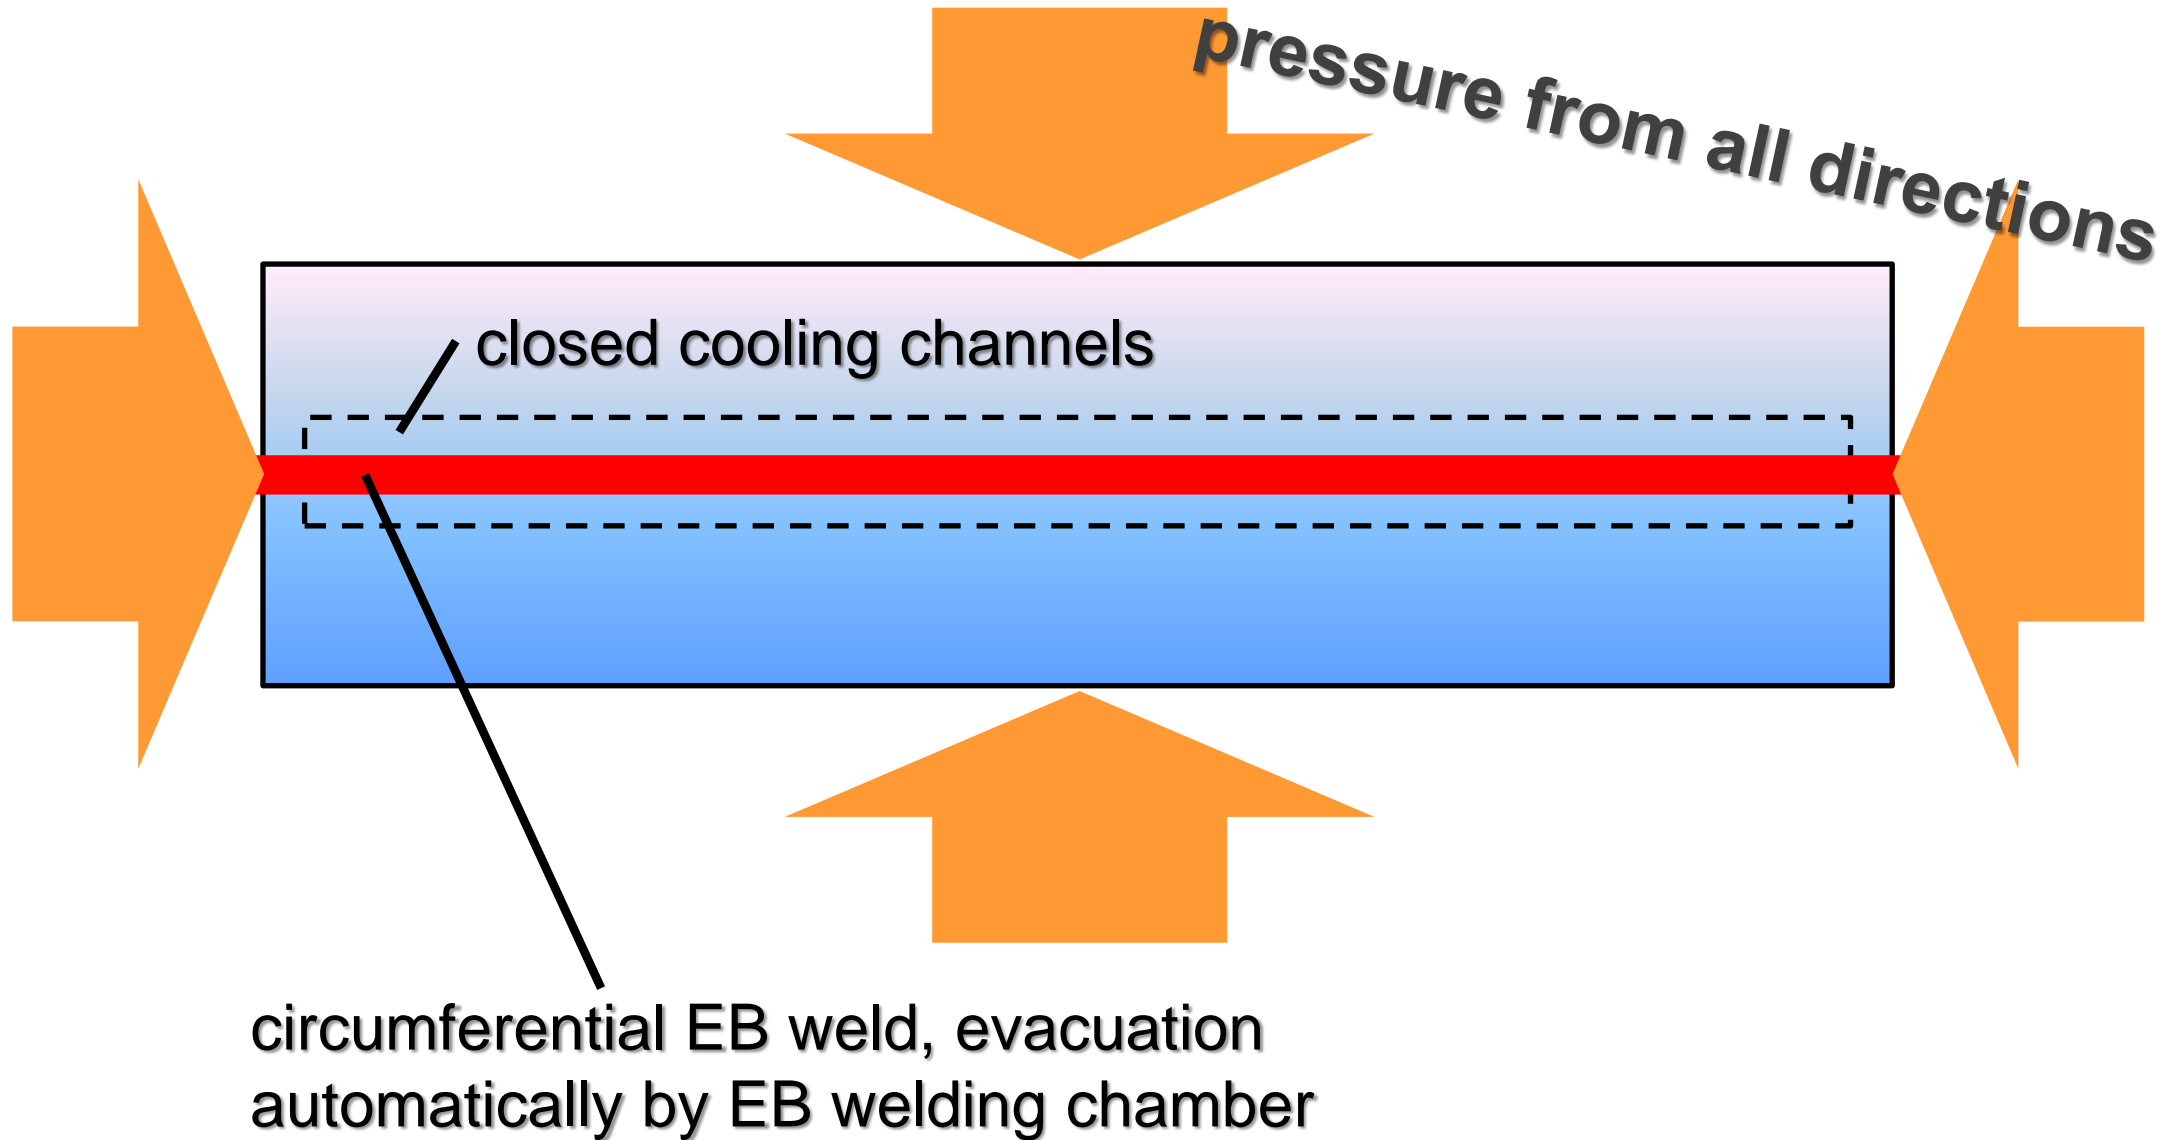 pressure from all directions
closed cooling channels
circumferential EB weld, evacuation
automatically by EB welding chamber